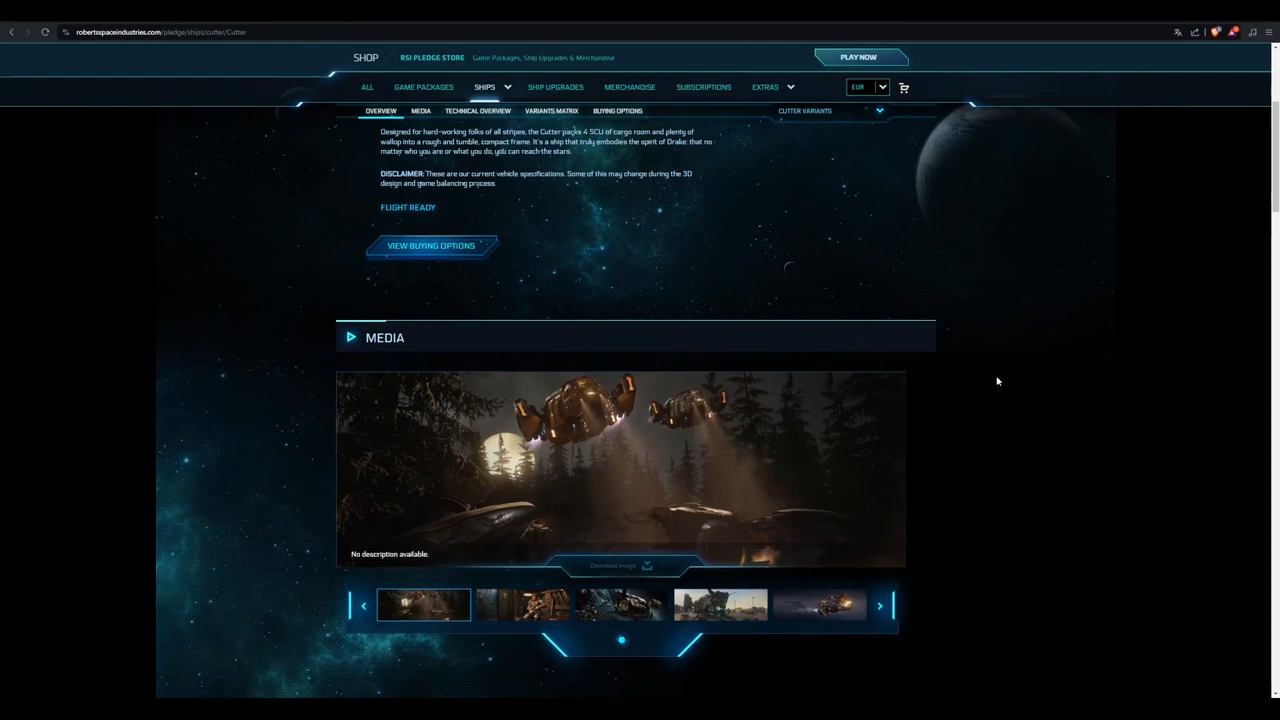 robertsspaceindustries.com/pledge/ships/cutter/Cutter
SHOP
RSI PLEDGE STORE
Game Packages, Ship Upgrades & Merchandise
PLAY NOW
ALL
GAME PACKAGES
SHIPS
SHIP UPGRADES
MERCHANDISE
SUBSCRIPTIONS
EXTRAS
EUR
OVERVIEW
MEDIA
TECHNICAL OVERVIEW
VARIANTS MATRIX
BUYING OPTIONS
CUTTER VARIANTS
Designed for hard-working folks of all stripes, the Cutter packs 4 SCU of cargo room and plenty of
wallop into a rough and tumble, compact frame. It's a ship that truly embodies the spirit of Drake: that no
matter who you are or what you do, you can reach the stars.
DISCLAIMER: These are our current vehicle specifications. Some of this may change during the 3D
design and game balancing process.
FLIGHT READY
VIEW BUYING OPTIONS
MEDIA
No description available.
Download image